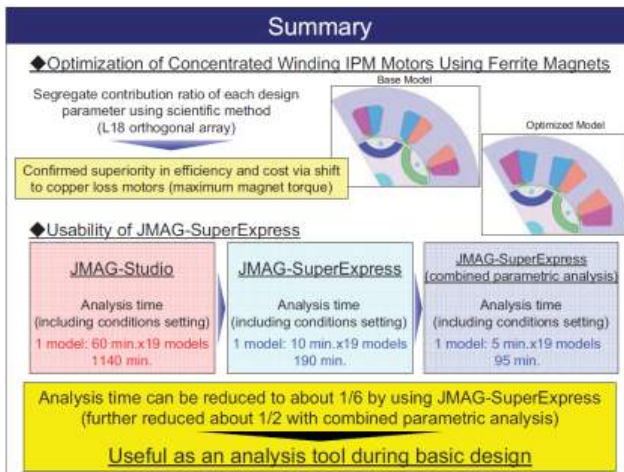 Summary
◆Optimization of Concentrated Winding IPM Motors Using Ferrite Magnets
Base Model
Segregate contribution ratio of each design
parameter using scientific method
(L18 orthogonal array)
Optimized Model
Confirmed superiority in efficiency and cost via shift
to copper loss motors (maximum magnet torque)
◆Usability of JMAG-SuperExpress
JMAG-Studio
Analysis time
(including conditions setting)
1 model: 60 min.x19 models
1140 min.
JMAG-SuperExpress
Analysis time
(including conditions setting)
1 model: 10 min.x19 models
190 min.
JMAG-SuperExpress
(combined parametric analysis)
Analysis time
(including conditions setting)
1 model: 5 min.x19 models
95 min.
Analysis time can be reduced to about 1/6 by using JMAG-SuperExpress
(further reduced about 1/2 with combined parametric analysis)
Useful as an analysis tool during basic design